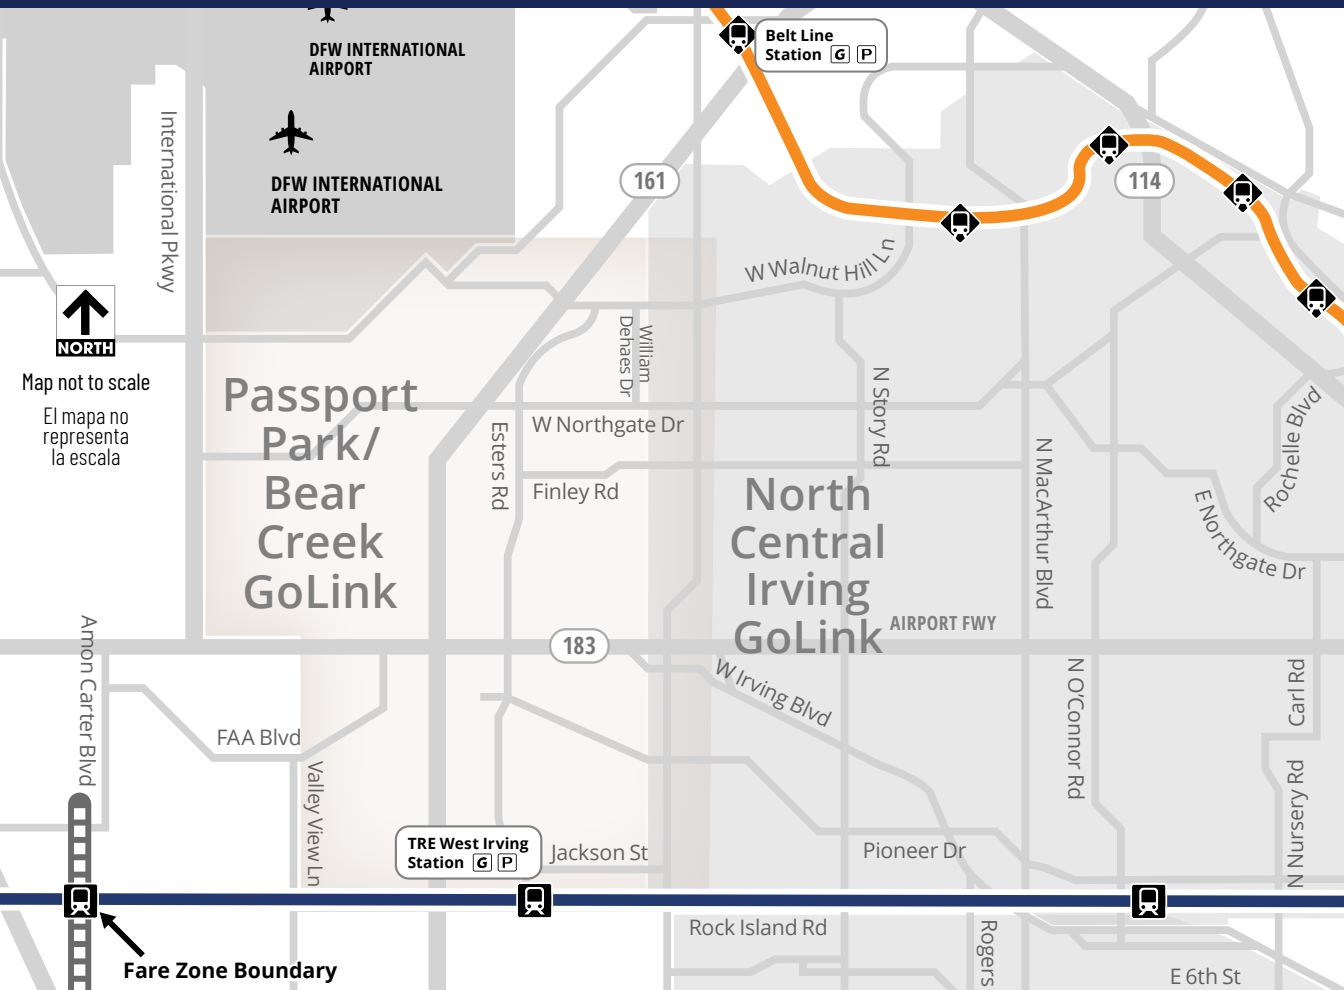 Belt Line
Station G P
DFW INTERNATIONAL
AIRPORT
DFW INTERNATIONAL
AIRPORT
International Pkwy
161
114
W Walnut Hill Ln
NORTH
Map not to scale
El mapa no
representa
la escala
William
Dehaes Dr
Passport
Park/
Bear
Creek
GoLink
W Northgate Dr
Esters Rd
Finley Rd
N Story Rd
North
Central
Irving
GoLink
N MacArthur Blvd
Rochelle Blvd
E Northgate Dr
AIRPORT FWY
183
Amon Carter Blvd
W Irving Blvd
N O'Connor Rd
Carl Rd
FAA Blvd
Valley View Ln
N Nursery Rd
TRE West Irving
Station G P
Jackson St
Pioneer Dr
Rock Island Rd
Rogers
Fare Zone Boundary
E 6th St